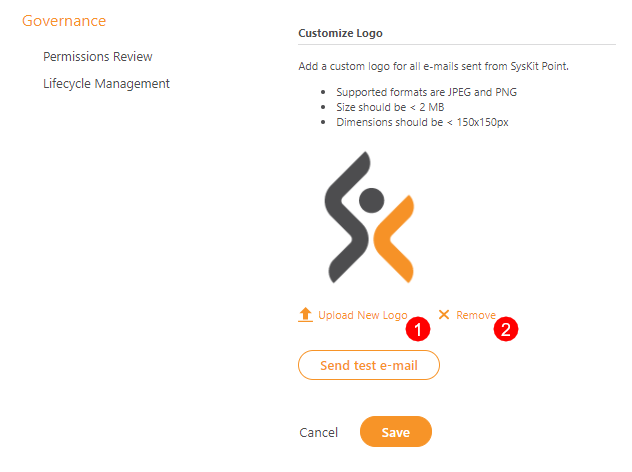 Governance
Permissions Review
Lifecycle Management
Customize Logo
Add a custom logo for all e-mails sent from SysKit Point.
• Supported formats are JPEG and PNG
• Size should be < 2 MB
• Dimensions should be < 150x150px
Upload New Logo 1 Remove 2
Send test e-mail
Cancel Save